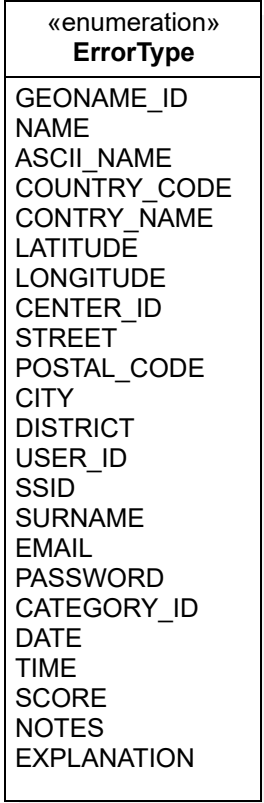 «enumeration»
ErrorType
GEONAME_ID
NAME
ASCII_NAME
COUNTRY_CODE
CONTRY_NAME
LATITUDE
LONGITUDE
CENTER_ID
STREET
POSTAL_CODE
CITY
DISTRICT
USER_ID
SSID
SURNAME
EMAIL
PASSWORD
CATEGORY_ID
DATE
TIME
SCORE
NOTES
EXPLANATION